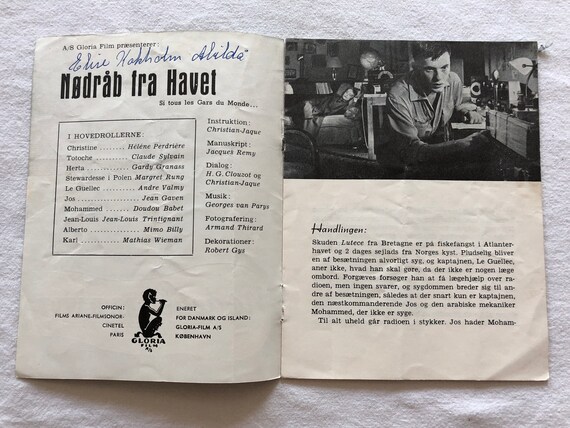 A/S Gloria Film præsenterer:
Elise Kokholm
Nødråb fra Havet
Si tous les Gars du Monde...
I HOVEDROLLERNE:
Christine ........ Hélène Perdriére
Totoche ........ Claude Sylvain
Herta ........ Gardy Granass
Stewardesse i Polen Margret Rung
Le Guellec ........ Andre Valmy
Jos ........ Jean Gaven
Mohammed ...... Doudou Babet
Jean-Louis Jean-Louis Trintignant
Alberto ........ Mimo Billy
Karl ........ Mathias Wieman
Instruktion:
Christian-Jaque
Manuskript:
Jacques Remy
Dialog:
H. G. Clouzot og
Christian-Jaque
Musik:
Georges van Parys
Fotografering:
Armand Thirard
Dekorationer:
Robert Gys
OFFICIN:
FILMS ARIANE-FILMSONOR-
CINETEL
PARIS
GLORIA
FILM
A/S
ENERET
FOR DANMARK OG ISLAND:
GLORIA-FILM A/S
KØBENHAVN
Handlingen:
Skuden Lutece fra Bretagne er på fiskefangst i Atlanter-
havet og 2 dages sejlads fra Norges kyst. Pludselig bliver
en af besætningen alvorligt syg, og kaptajnen, Le Guellec,
aner ikke, hvad han skal gøre, da der ikke er nogen læge
ombord. Forgæves forsøger han at få lægehjælp over ra-
dioen, men ingen svarer, og sygdommen breder sig til an-
dre af besætningen, således at der snart kun er kaptajnen,
den næstkommanderende Jos og den arabiske mekaniker
Mohammed, der ikke er syge.
Til alt uheld går radioen i stykker. Jos hader Moham-